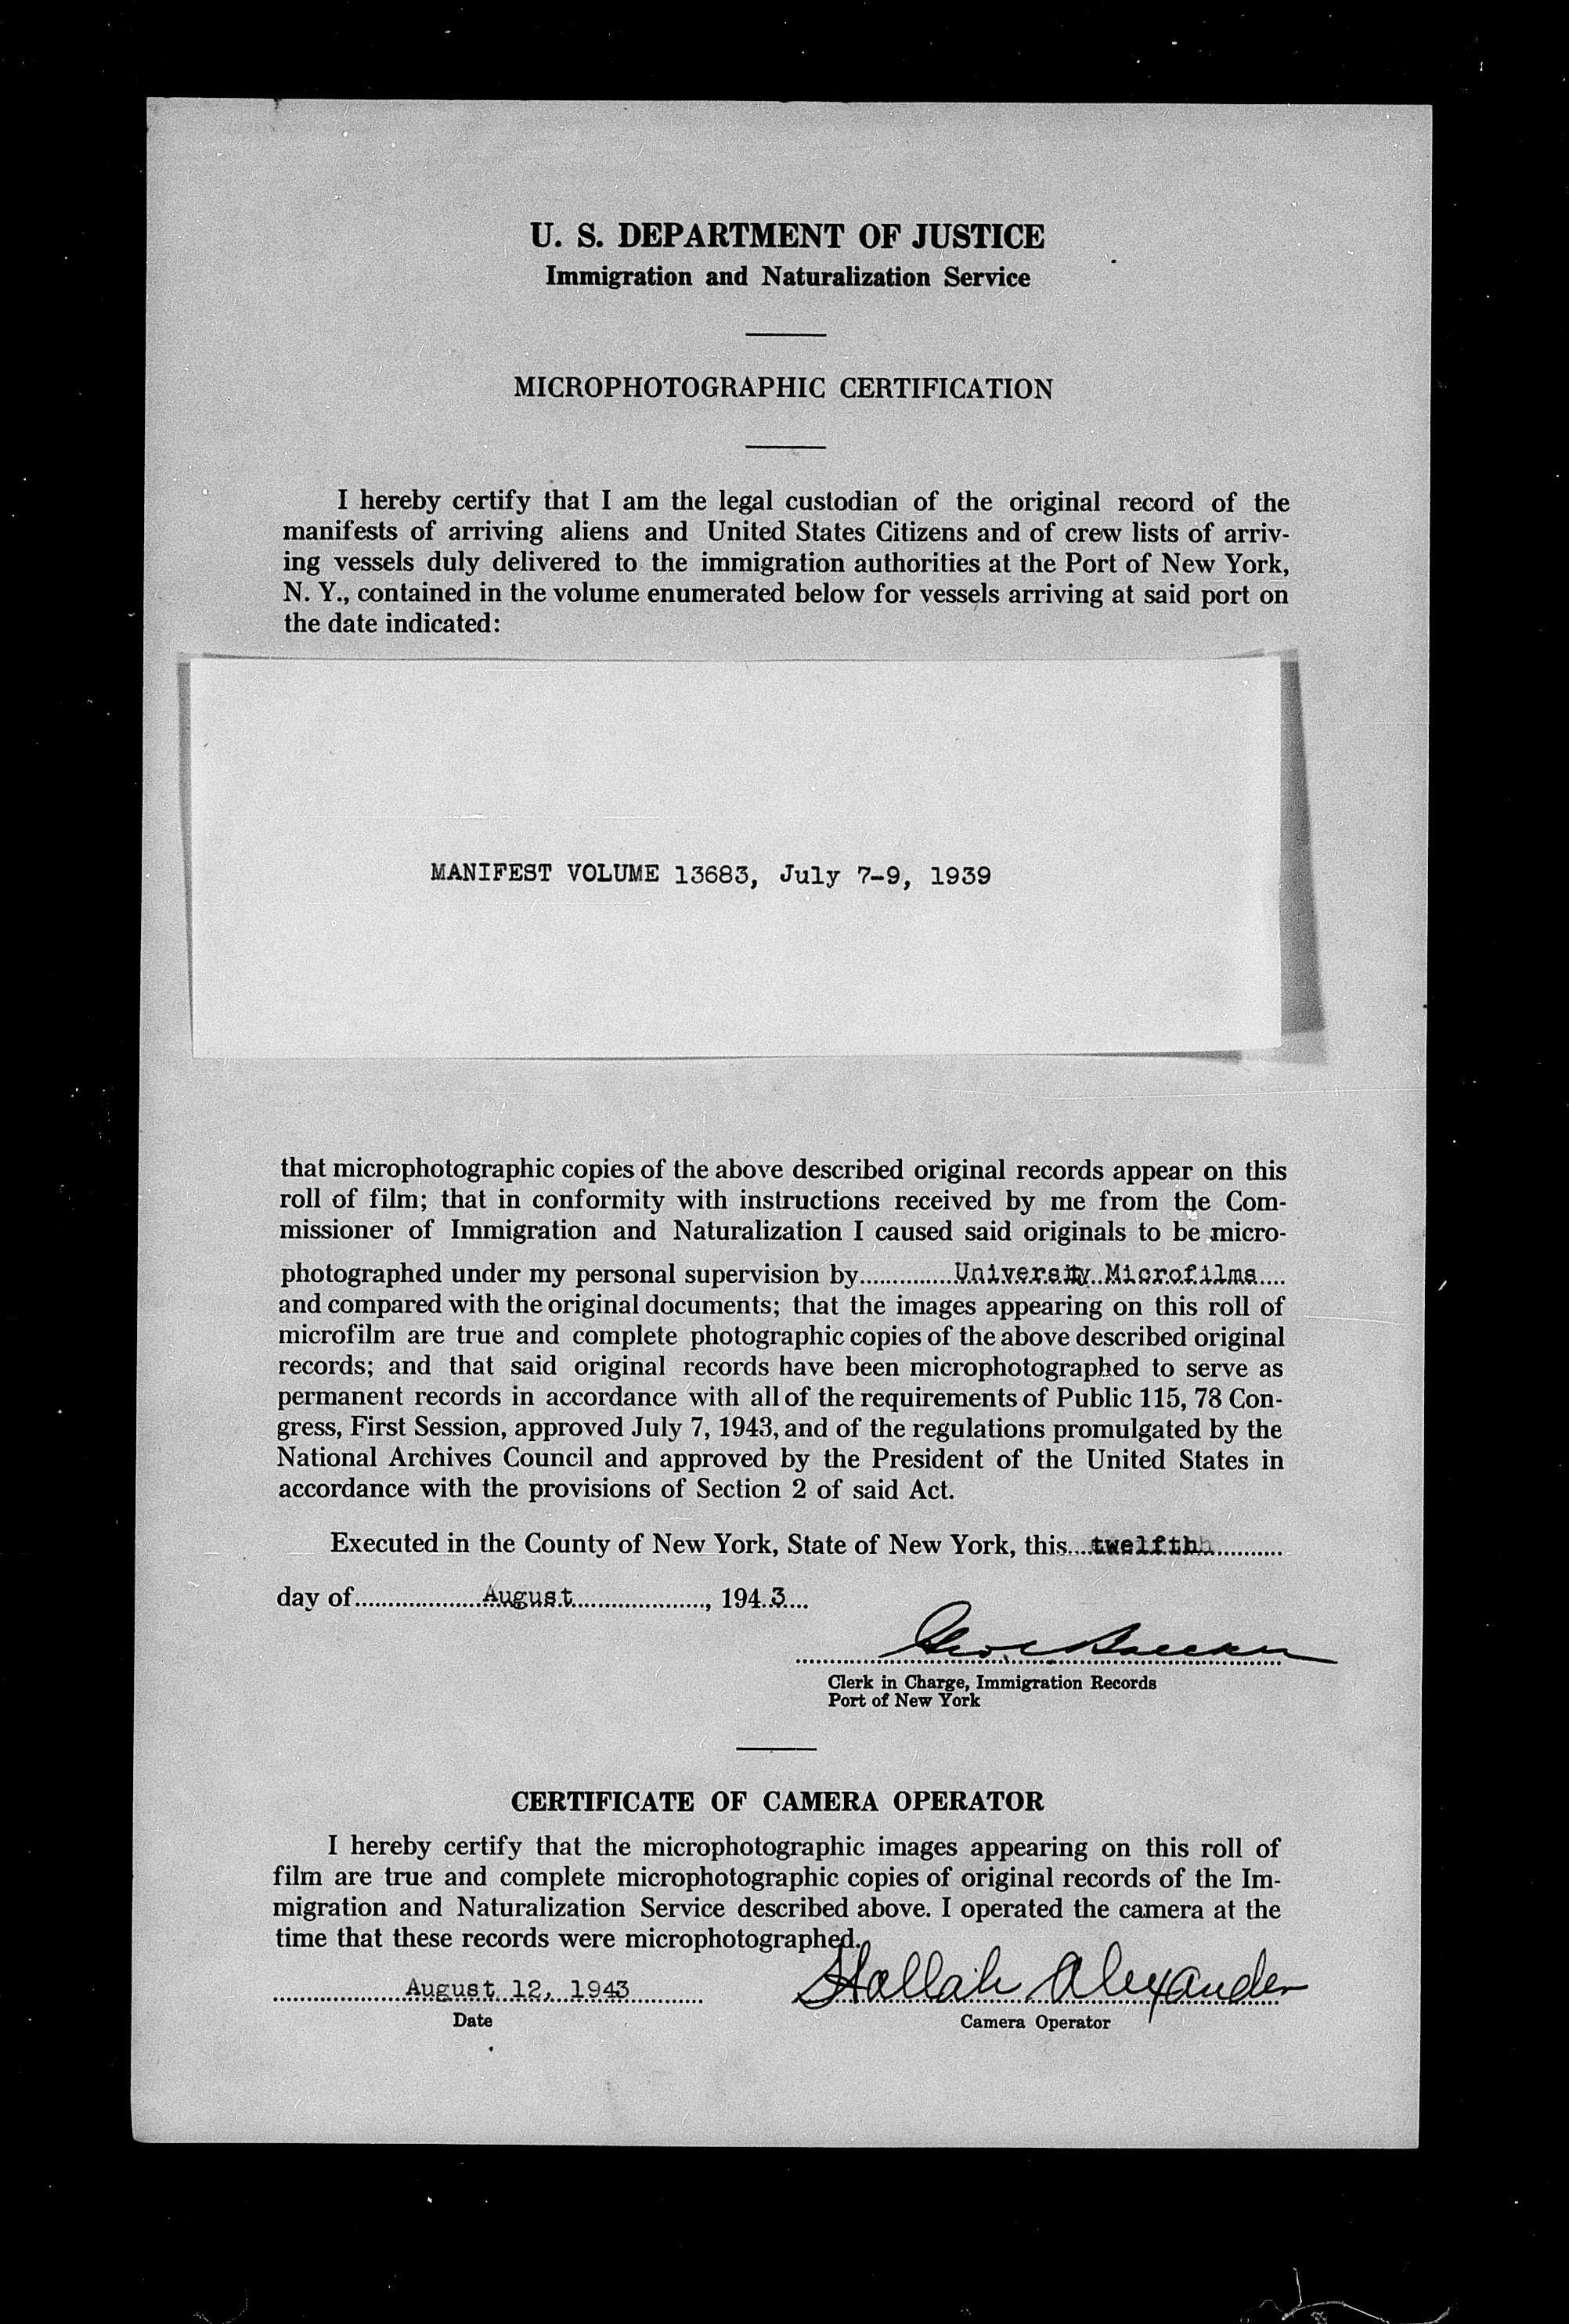 U. S. DEPARTMENT OF JUSTICE
Immigration and Naturalization Service
MICROPHOTOGRAPHIC CERTIFICATION
I hereby certify that I am the legal custodian of the original record of the
manifests of arriving aliens and United States Citizens and of crew lists of arriv-
ing vessels duly delivered to the immigration authorities at the Port of New York,
N. Y., contained in the volume enumerated below for vessels arriving at said port on
the date indicated:
MANIFEST VOLUME 13683, July 7-9, 1939
that microphotographic copies of the above described original records appear on this
roll of film; that in conformity with instructions received by me from the Com-
missioner of Immigration and Naturalization I caused said originals to be micro-
photographed under my personal supervision by University Microfilms
and compared with the original documents; that the images appearing on this roll of
microfilm are true and complete photographic copies of the above described original
records; and that said original records have been microphotographed to serve as
permanent records in accordance with all of the requirements of Public 115, 78 Con-
gress, First Session, approved July 7, 1943, and of the regulations promulgated by the
National Archives Council and approved by the President of the United States in
accordance with the provisions of Section 2 of said Act.
Executed in the County of New York, State of New York, this twelfth
day of August, 1943
Clerk in Charge, Immigration Records
Port of New York
CERTIFICATE OF CAMERA OPERATOR
I hereby certify that the microphotographic images appearing on this roll of
film are true and complete microphotographic copies of original records of the Im-
migration and Naturalization Service described above. I operated the camera at the
time that these records were microphotographed.
August 12, 1943 Hallah Alexander
Date Camera Operator